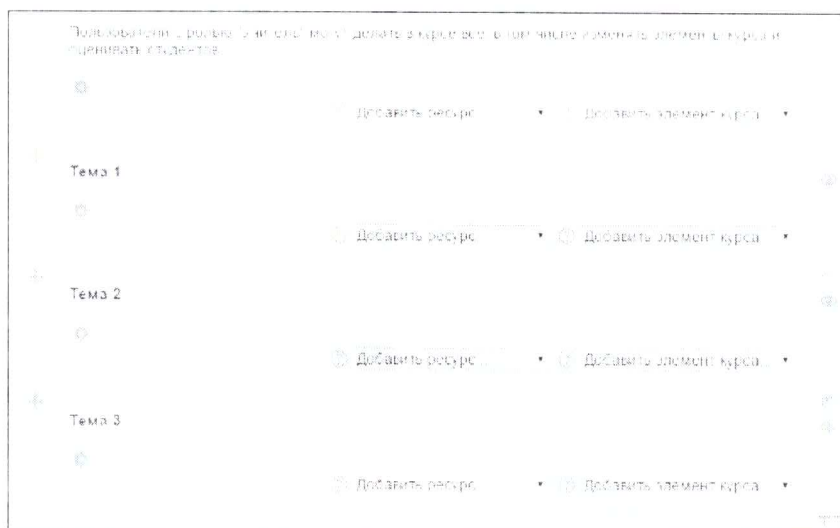 Пользователи с ролью "Учитель" могут делать в курсе все, в том числе изменять элементы курса и
оценивать студентов
Добавить ресурс
Добавить элемент курса
Тема 1
Добавить ресурс
Добавить элемент курса
Тема 2
Добавить ресурс...
Добавить элемент курса...
Тема 3
Добавить ресурс
Добавить элемент курса